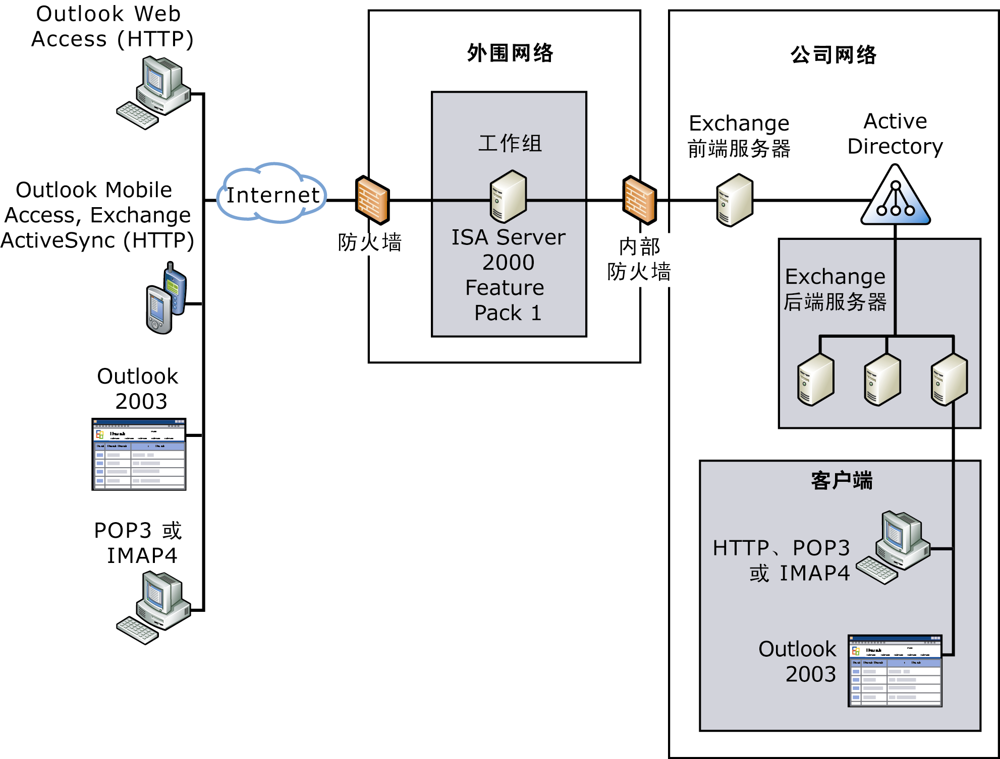 Outlook Web
Access (HTTP)
Outlook Mobile
Access, Exchange
ActiveSync (HTTP)
Outlook
2003
POP3 或
IMAP4
Internet
防火墙
外围网络
工作组
ISA Server
2000
Feature
Pack 1
内部
防火墙
公司网络
Exchange
前端服务器
Active
Directory
Exchange
后端服务器
客户端
HTTP、POP3
或 IMAP4
Outlook
2003